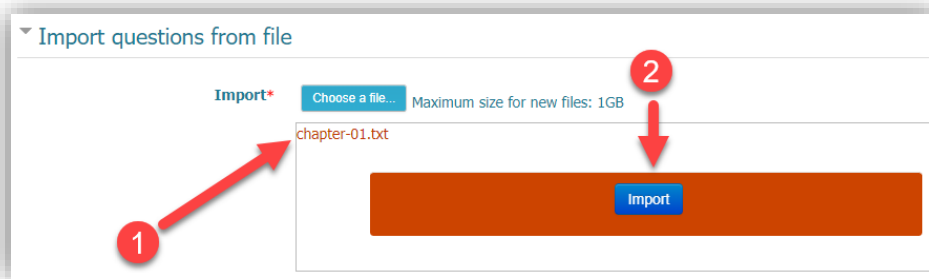 Import questions from file
2
Import* Choose a file... Maximum size for new files: 1GB
chapter-01.txt
Import
1